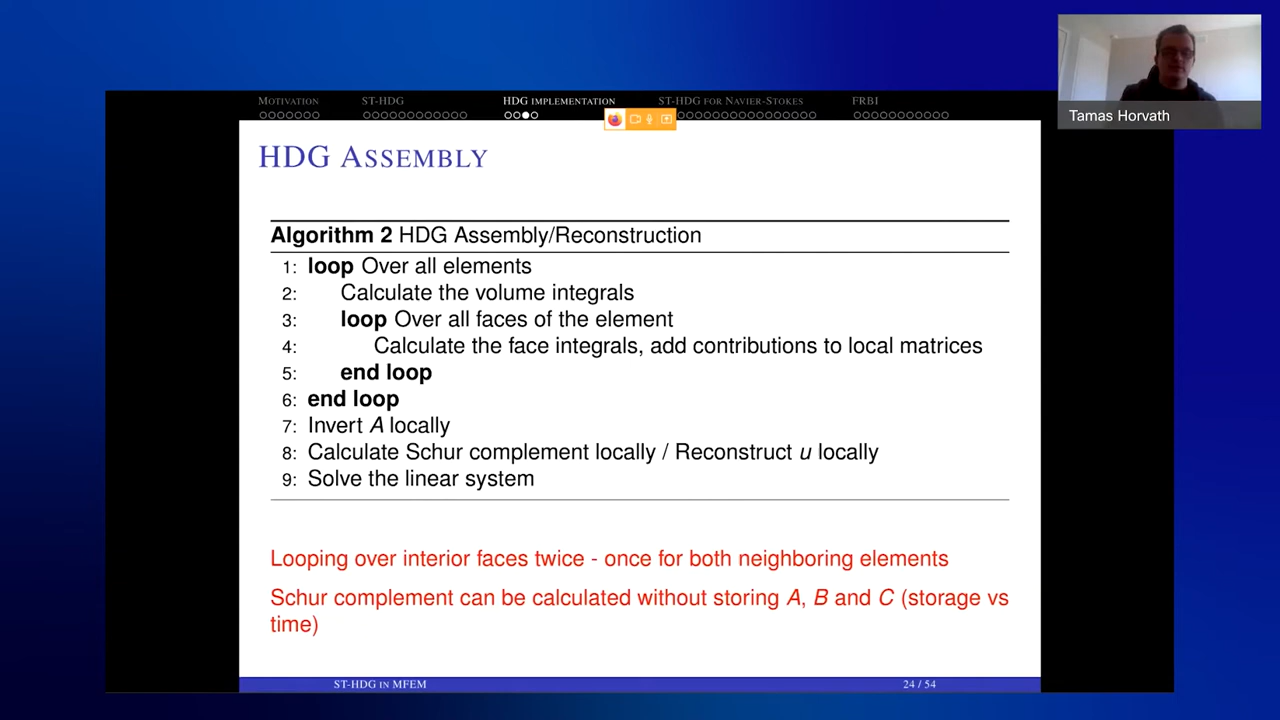 MOTIVATION ST-HDG HDG IMPLEMENTATION ST-HDG FOR NAVIER-STOKES FRBI
Tamas Horvath
HDG ASSEMBLY
Algorithm 2 HDG Assembly/Reconstruction
1: loop Over all elements
2: Calculate the volume integrals
3: loop Over all faces of the element
4: Calculate the face integrals, add contributions to local matrices
5: end loop
6: end loop
7: Invert A locally
8: Calculate Schur complement locally / Reconstruct u locally
9: Solve the linear system
Looping over interior faces twice - once for both neighboring elements
Schur complement can be calculated without storing A, B and C (storage vs
time)
ST-HDG IN MFEM 24 / 54